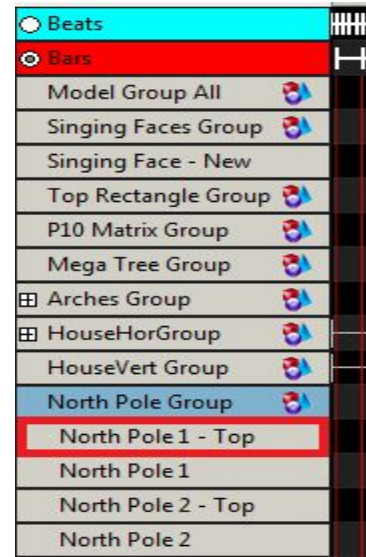 Beats
Bars
Model Group All
Singing Faces Group
Singing Face - New
Top Rectangle Group
P10 Matrix Group
Mega Tree Group
Arches Group
HouseHorGroup
HouseVert Group
North Pole Group
North Pole 1 - Top
North Pole 1
North Pole 2 - Top
North Pole 2